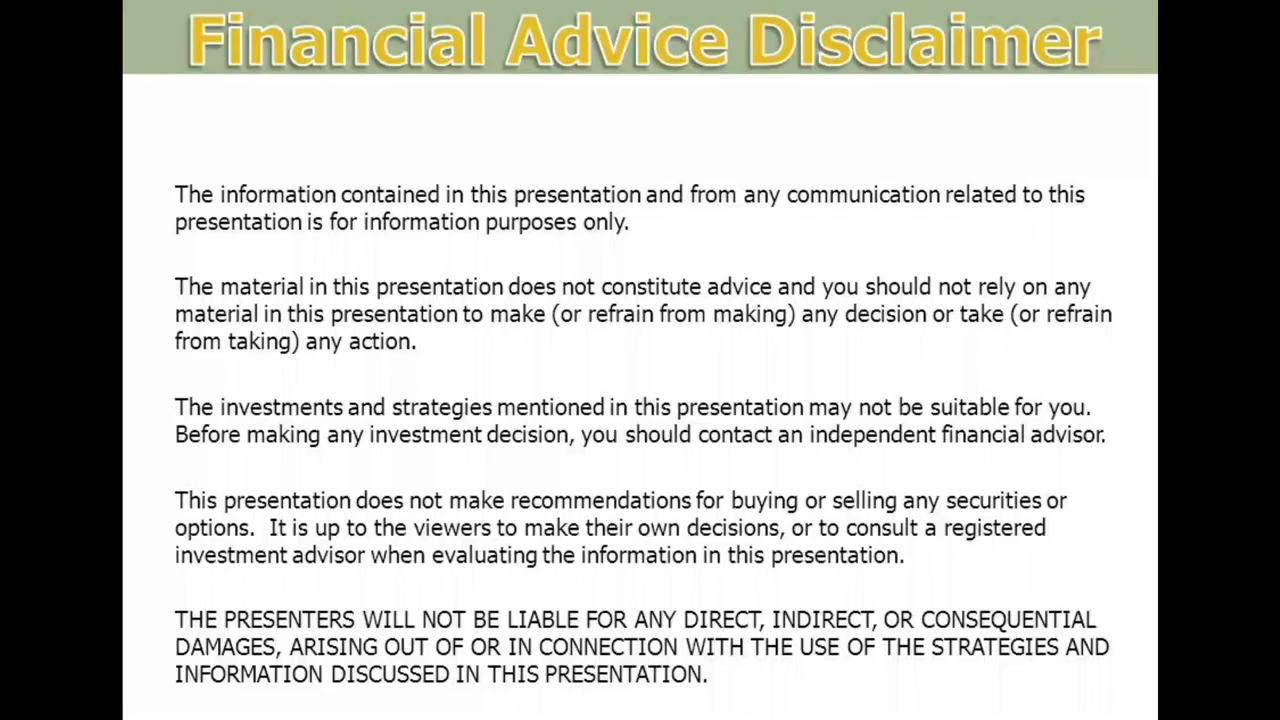 Financial Advice Disclaimer
The information contained in this presentation and from any communication related to this
presentation is for information purposes only.
The material in this presentation does not constitute advice and you should not rely on any
material in this presentation to make (or refrain from making) any decision or take (or refrain
from taking) any action.
The investments and strategies mentioned in this presentation may not be suitable for you.
Before making any investment decision, you should contact an independent financial advisor.
This presentation does not make recommendations for buying or selling any securities or
options.  It is up to the viewers to make their own decisions, or to consult a registered
investment advisor when evaluating the information in this presentation.
THE PRESENTERS WILL NOT BE LIABLE FOR ANY DIRECT, INDIRECT, OR CONSEQUENTIAL
DAMAGES, ARISING OUT OF OR IN CONNECTION WITH THE USE OF THE STRATEGIES AND
INFORMATION DISCUSSED IN THIS PRESENTATION.